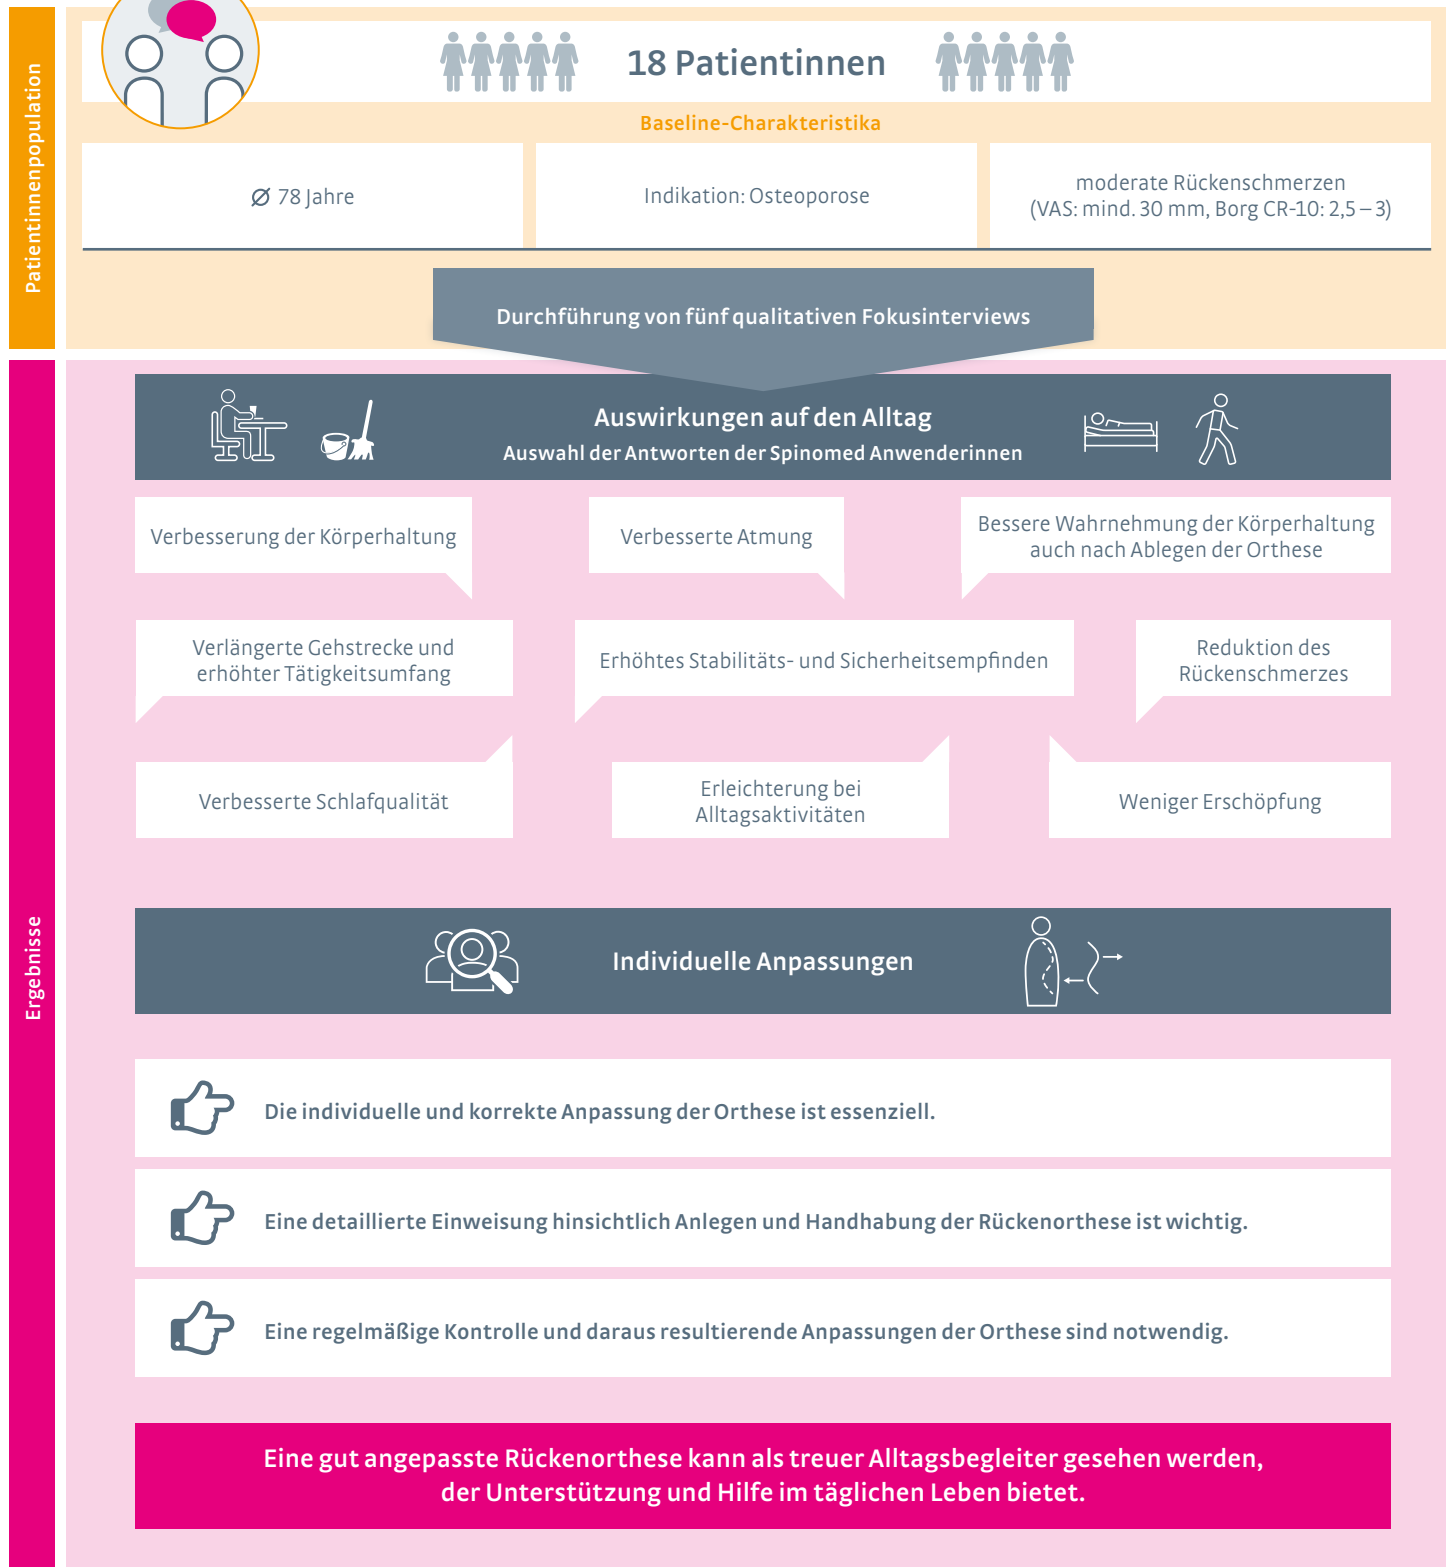 Patientinnenpopulation
18 Patientinnen
Baseline-Charakteristika
Ø 78 Jahre
Indikation: Osteoporose
moderate Rückenschmerzen
(VAS: mind. 30 mm, Borg CR-10: 2,5 – 3)
Durchführung von fünf qualitativen Fokusinterviews
Ergebnisse
Auswirkungen auf den Alltag
Auswahl der Antworten der Spinomed Anwenderinnen
Verbesserung der Körperhaltung
Verbesserte Atmung
Bessere Wahrnehmung der Körperhaltung
auch nach Ablegen der Orthese
Verlängerte Gehstrecke und
erhöhter Tätigkeitsumfang
Erhöhtes Stabilitäts- und Sicherheitsempfinden
Reduktion des
Rückenschmerzes
Verbesserte Schlafqualität
Erleichterung bei
Alltagsaktivitäten
Weniger Erschöpfung
Individuelle Anpassungen
Die individuelle und korrekte Anpassung der Orthese ist essenziell.
Eine detaillierte Einweisung hinsichtlich Anlegen und Handhabung der Rückenorthese ist wichtig.
Eine regelmäßige Kontrolle und daraus resultierende Anpassungen der Orthese sind notwendig.
Eine gut angepasste Rückenorthese kann als treuer Alltagsbegleiter gesehen werden,
der Unterstützung und Hilfe im täglichen Leben bietet.